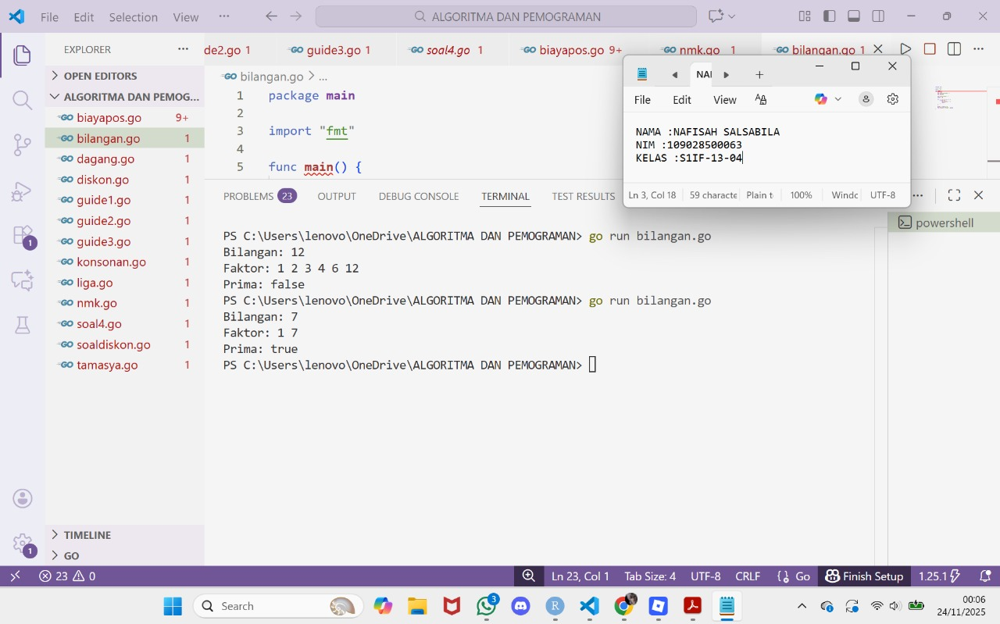 File Edit Selection View ··· ALGORITMA DAN PEMOGRAMAN
EXPLORER ···
OPEN EDITORS
ALGORITMA DAN PEMOG...
biayapos.go 9+
bilangan.go 1
dagang.go 1
diskon.go 1
guide1.go 1
guide2.go 1
guide3.go 1
konsonan.go 1
liga.go 1
nmk.go 1
soal4.go 1
soaldiskon.go 1
tamasya.go 1
TIMELINE
GO
de2.go 1 guide3.go 1 soal4.go 1 biayapos.go 9+ nmk.go 1 bilangan.go 1
bilangan.go > ...
1 package main
2
3 import "fmt"
4
5 func main() {
NAI
File Edit View
NAMA :NAFISAH SALSABILA
NIM :109028500063
KELAS :S1IF-13-04
Ln 3, Col 18 59 characte Plain t 100% Windc UTF-8
PROBLEMS 23 OUTPUT DEBUG CONSOLE TERMINAL TEST RESULTS ···
powershell
PS C:\Users\lenovo\OneDrive\ALGORITMA DAN PEMOGRAMAN> go run bilangan.go
Bilangan: 12
Faktor: 1 2 3 4 6 12
Prima: false
PS C:\Users\lenovo\OneDrive\ALGORITMA DAN PEMOGRAMAN> go run bilangan.go
Bilangan: 7
Faktor: 1 7
Prima: true
PS C:\Users\lenovo\OneDrive\ALGORITMA DAN PEMOGRAMAN>
1
1
23 0 Ln 23, Col 1 Tab Size: 4 UTF-8 CRLF {} Go Finish Setup 1.25.1
Search 3 00:06
24/11/2025